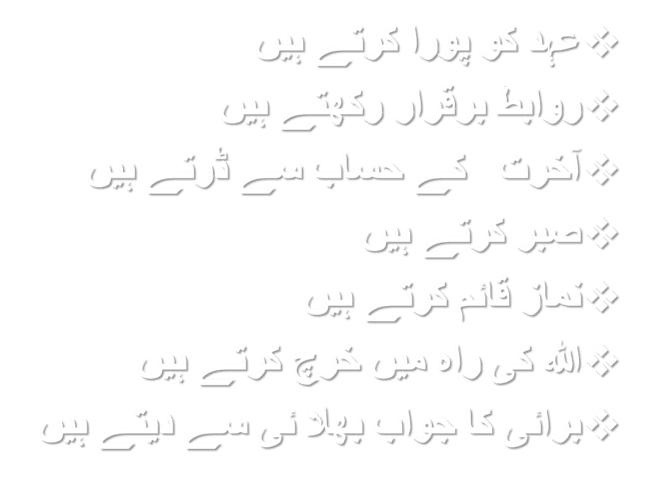 ❖عہد کو پورا کرتے ہیں
❖روابط برقرار رکھتے ہیں
❖آخرت کے حساب سے ڈرتے ہیں
❖صبر کرتے ہیں
❖نماز قائم کرتے ہیں
❖اللہ کی راہ میں خرچ کرتے ہیں
❖برائی کا جواب بھلائی سے دیتے ہیں